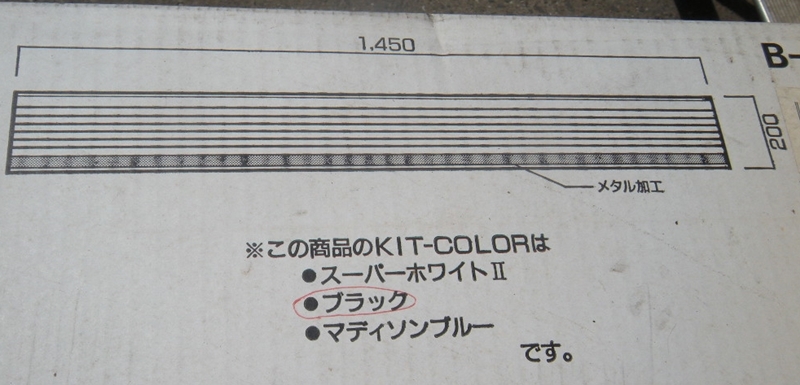 1,450
B-
200
メタル加工
※この商品のKIT-COLORは
●スーパーホワイトⅡ
●ブラック
●マディソンブルー
です。